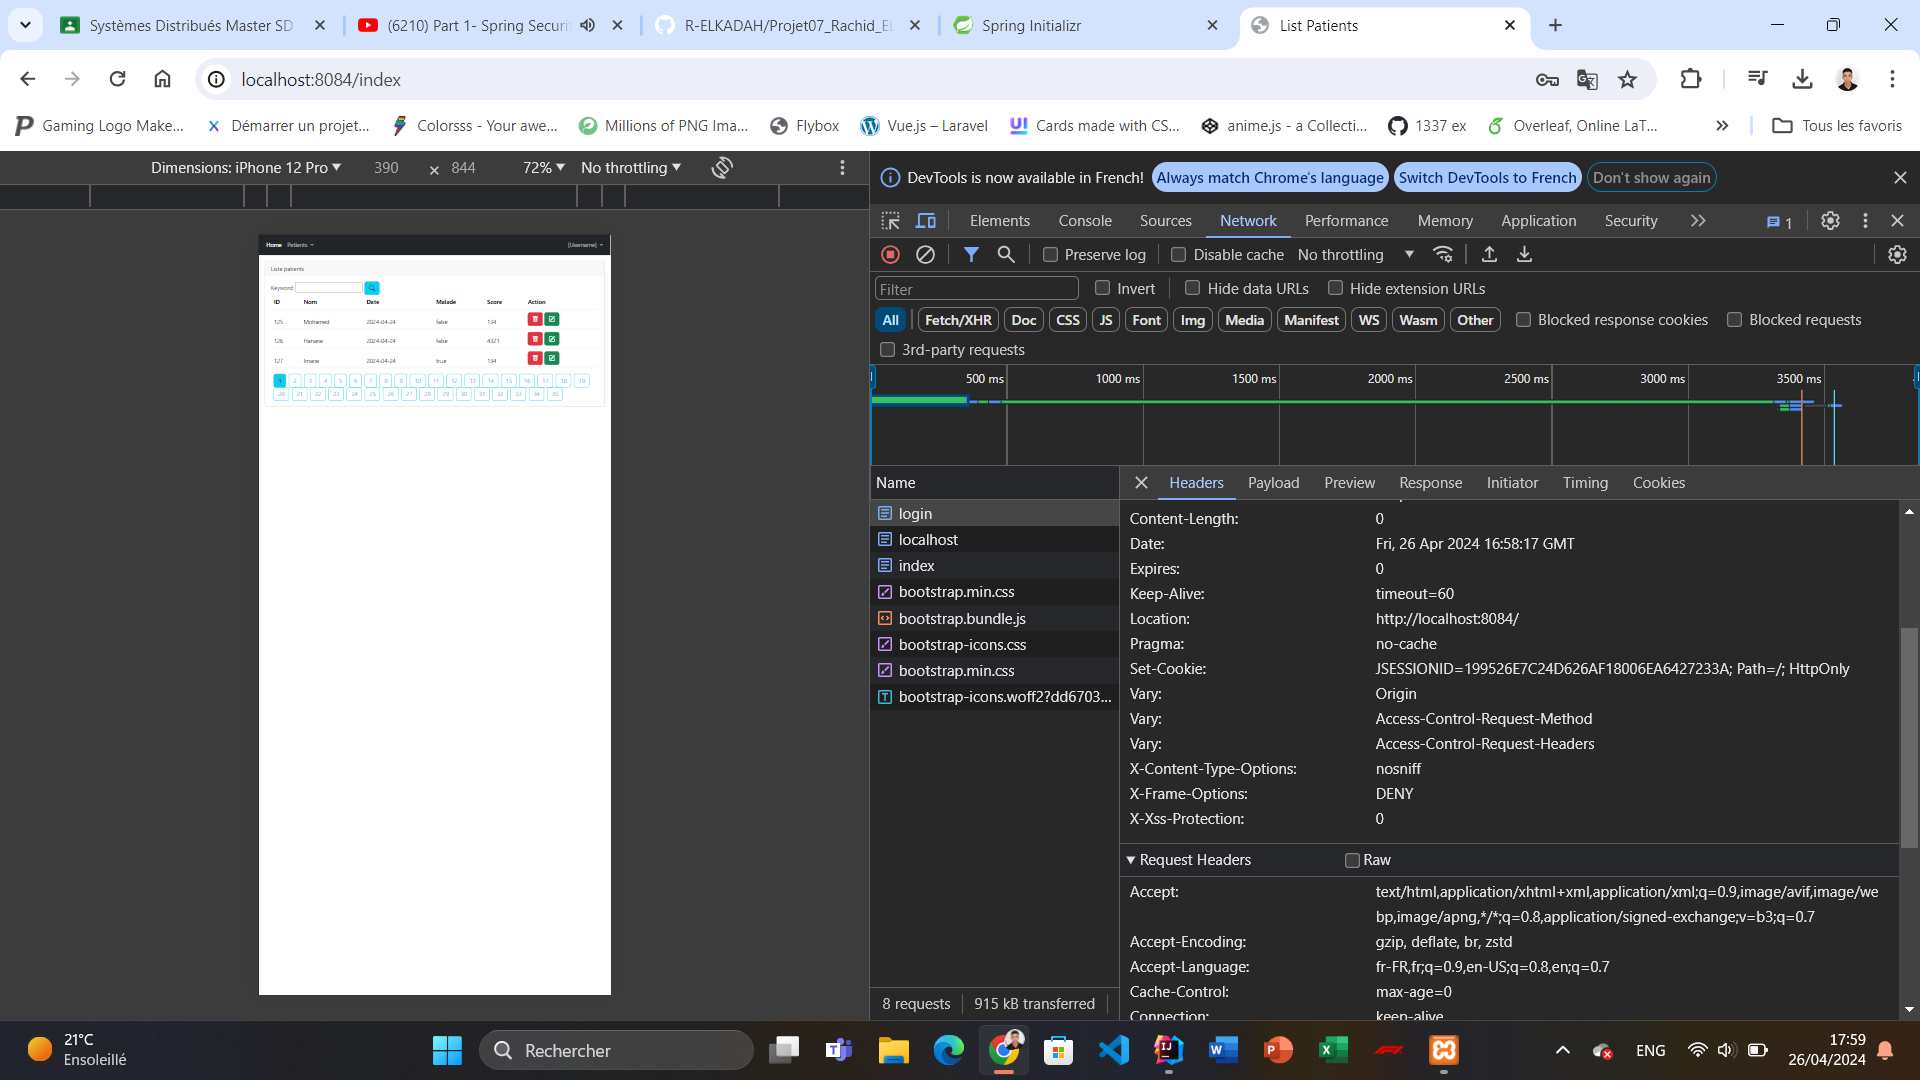 Systèmes Distribués Master SD
(6210) Part 1- Spring Securit
R-ELKADAH/Projet07_Rachid_EL
Spring Initializr
List Patients
localhost:8084/index
Gaming Logo Make...
Démarrer un projet...
Colorsss - Your awe...
Millions of PNG Ima...
Flybox
Vue.js – Laravel
Cards made with CS...
anime.js - a Collecti...
1337 ex
Overleaf, Online LaT...
Tous les favoris
Dimensions: iPhone 12 Pro
390 × 844
72%
No throttling
Home Patients [Username]
Liste patients
Keyword:
ID Nom Date Malade Score Action
125 Mohamed 2024-04-24 false 134
126 Hanane 2024-04-24 false 4321
127 Imane 2024-04-24 true 134
1 2 3 4 5 6 7 8 9 10 11 12 13 14 15 16 17 18 19
20 21 22 23 24 25 26 27 28 29 30 31 32 33 34 35
DevTools is now available in French! Always match Chrome's language Switch DevTools to French Don't show again
Elements Console Sources Network Performance Memory Application Security 1
Preserve log Disable cache No throttling
Filter Invert Hide data URLs Hide extension URLs
All Fetch/XHR Doc CSS JS Font Img Media Manifest WS Wasm Other Blocked response cookies Blocked requests
3rd-party requests
500 ms 1000 ms 1500 ms 2000 ms 2500 ms 3000 ms 3500 ms
Name
login
localhost
index
bootstrap.min.css
bootstrap.bundle.js
bootstrap-icons.css
bootstrap.min.css
bootstrap-icons.woff2?dd6703...
8 requests 915 kB transferred
Headers Payload Preview Response Initiator Timing Cookies
Content-Length: 0
Date: Fri, 26 Apr 2024 16:58:17 GMT
Expires: 0
Keep-Alive: timeout=60
Location: http://localhost:8084/
Pragma: no-cache
Set-Cookie: JSESSIONID=199526E7C24D626AF18006EA6427233A; Path=/; HttpOnly
Vary: Origin
Vary: Access-Control-Request-Method
Vary: Access-Control-Request-Headers
X-Content-Type-Options: nosniff
X-Frame-Options: DENY
X-Xss-Protection: 0
Request Headers Raw
Accept: text/html,application/xhtml+xml,application/xml;q=0.9,image/avif,image/we
bp,image/apng,*/*;q=0.8,application/signed-exchange;v=b3;q=0.7
Accept-Encoding: gzip, deflate, br, zstd
Accept-Language: fr-FR,fr;q=0.9,en-US;q=0.8,en;q=0.7
Cache-Control: max-age=0
Connection: keep-alive
21°C
Ensoleillé
Rechercher
ENG
17:59
26/04/2024